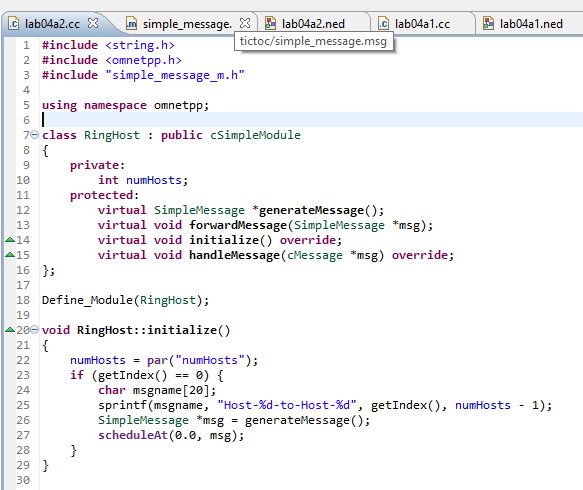 lab04a2.cc simple_message. lab04a2.ned lab04a1.cc lab04a1.ned
tictoc/simple_message.msg
1 #include <string.h>
2 #include <omnetpp.h>
3 #include "simple_message_m.h"
4
5 using namespace omnetpp;
6
7 class RingHost : public cSimpleModule
8 {
9     private:
10         int numHosts;
11     protected:
12         virtual SimpleMessage *generateMessage();
13         virtual void forwardMessage(SimpleMessage *msg);
14         virtual void initialize() override;
15         virtual void handleMessage(cMessage *msg) override;
16 };
17
18 Define_Module(RingHost);
19
20 void RingHost::initialize()
21 {
22     numHosts = par("numHosts");
23     if (getIndex() == 0) {
24         char msgname[20];
25         sprintf(msgname, "Host-%d-to-Host-%d", getIndex(), numHosts - 1);
26         SimpleMessage *msg = generateMessage();
27         scheduleAt(0.0, msg);
28     }
29 }
30